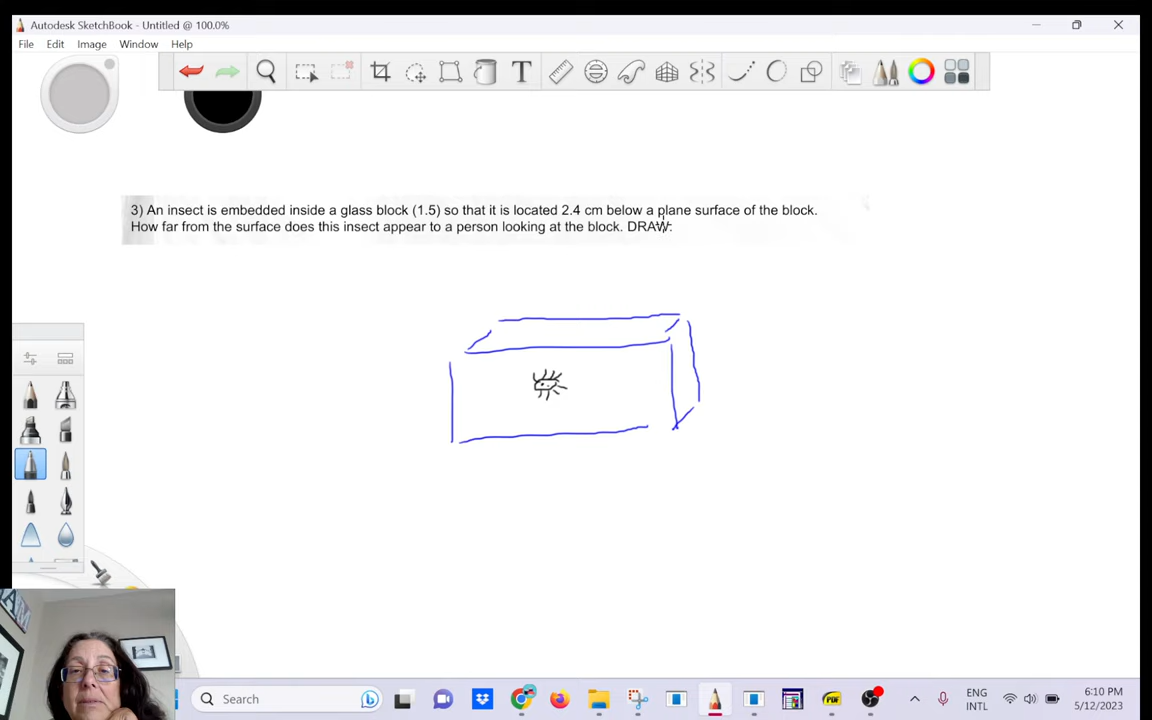 Autodesk SketchBook - Untitled @ 100.0%
File Edit Image Window Help
3) An insect is embedded inside a glass block (1.5) so that it is located 2.4 cm below a plane surface of the block.
How far from the surface does this insect appear to a person looking at the block. DRAW:
Search
ENG
INTL
6:10 PM
5/12/2023